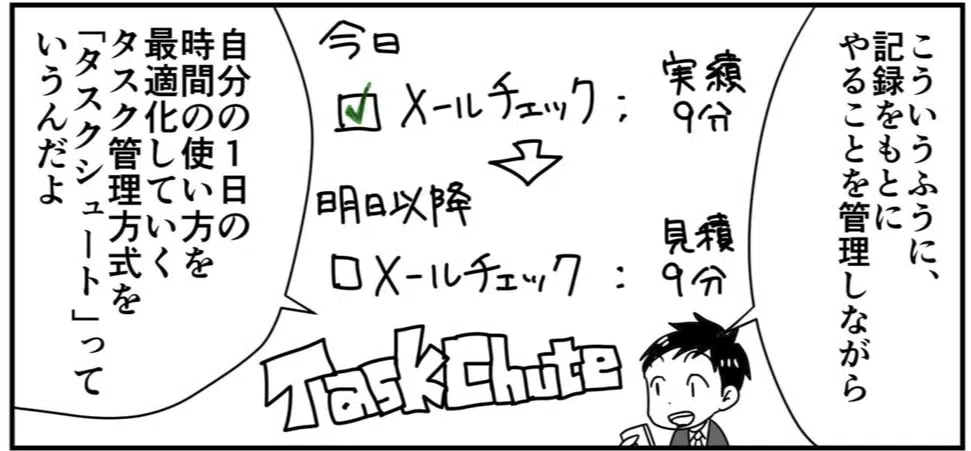 こういうふうに、
記録をもとに
やることを管理しながら
今日
メールチェック: 実績
9分
明日以降
メールチェック: 見積
9分
TaskChute
自分の1日の
時間の使い方を
最適化していく
タスク管理方式を
「タスクシュート」って
いうんだよ